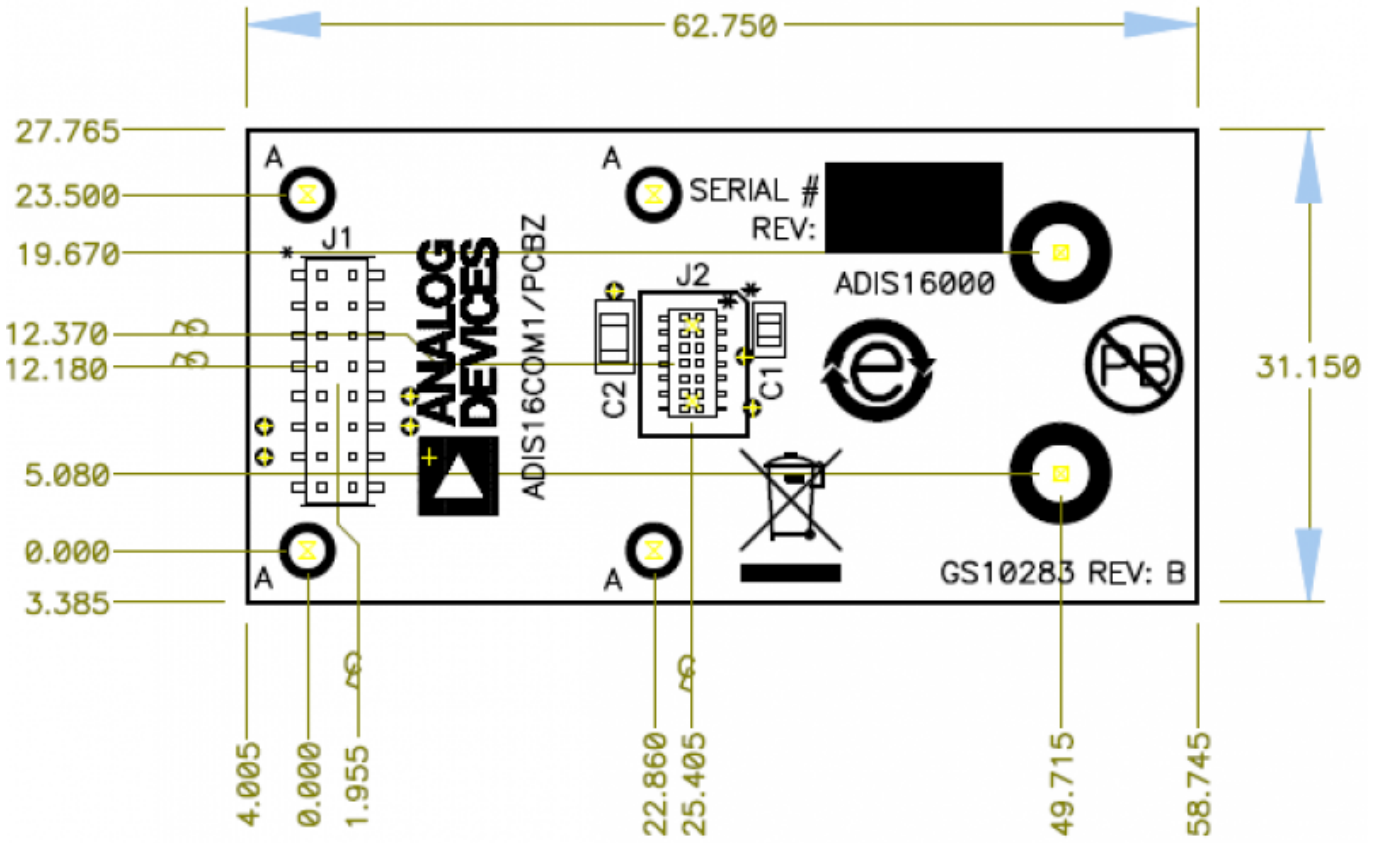 62.750
27.765
A
A
23.500
SERIAL #
REV:
J1
*
19.670
ANALOG
DEVICES
ADIS16COM1/PCBZ
J2
**
ADIS16000
12.370
12.180
C2
C1
e
PB
31.150
5.080
0.000
A
A
GS10283 REV: B
3.385
4.005
0.000
1.955
22.860
25.405
49.715
58.745